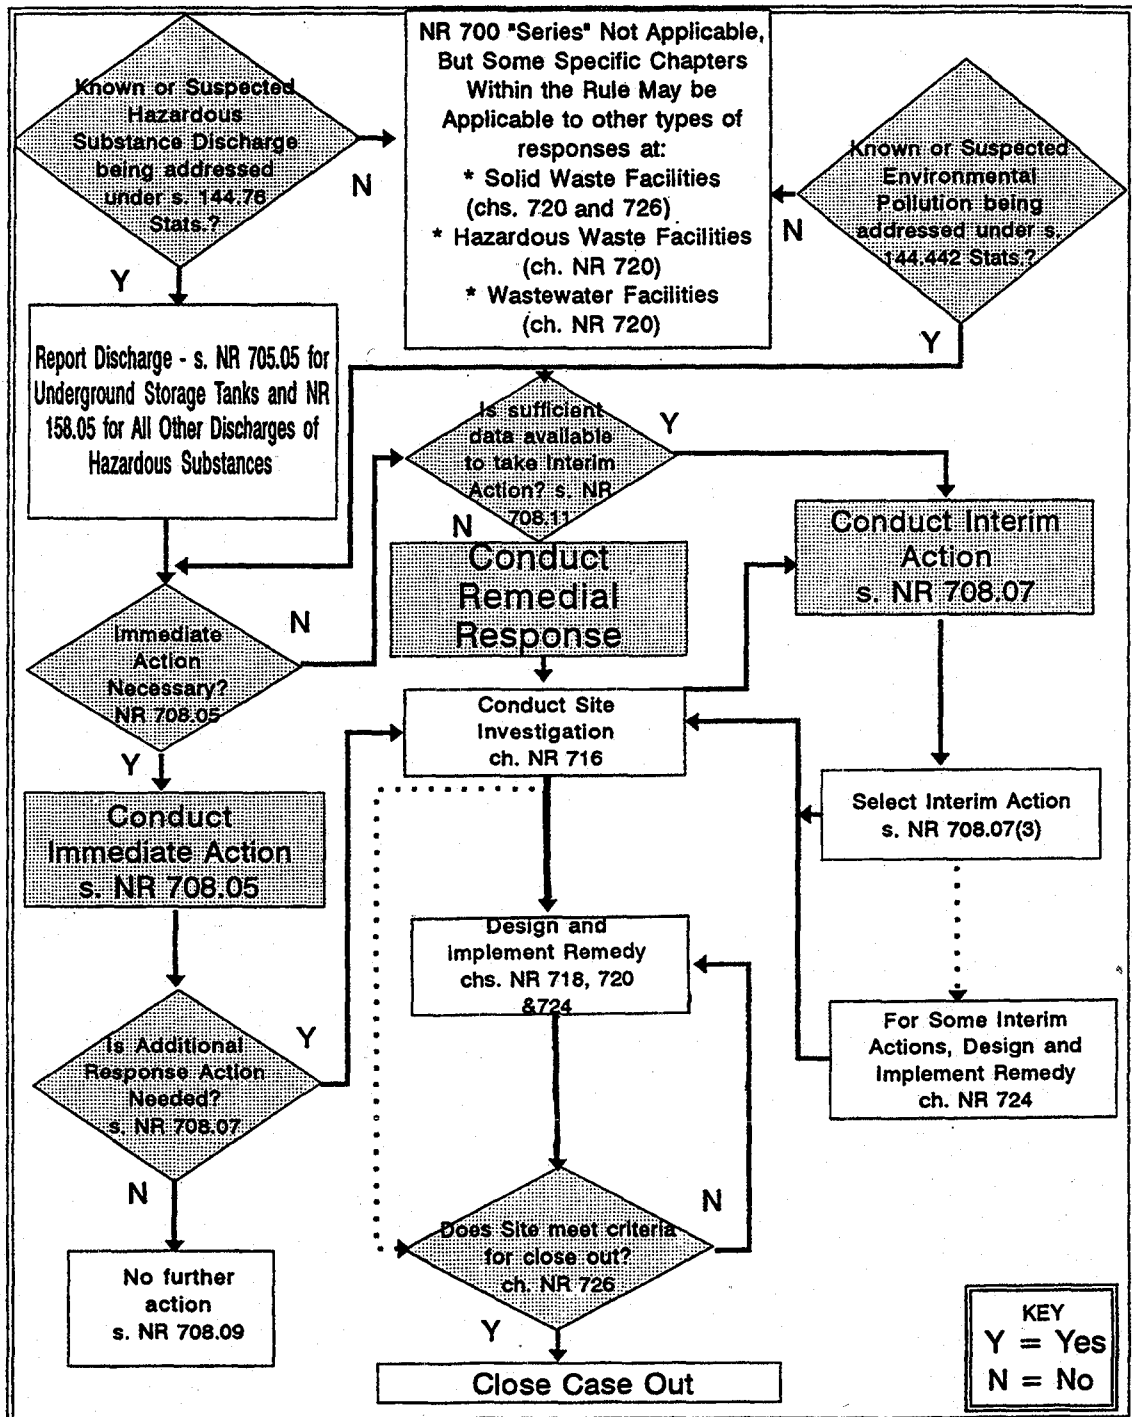 Known or Suspected
Hazardous
Substance Discharge
being addressed
under s. 144.76
Stats.?
N
Y
NR 700 "Series" Not Applicable,
But Some Specific Chapters
Within the Rule May be
Applicable to other types of
responses at:
* Solid Waste Facilities
(chs. 720 and 726)
* Hazardous Waste Facilities
(ch. NR 720)
* Wastewater Facilities
(ch. NR 720)
Known or Suspected
Environmental
Pollution being
addressed under s.
144.442 Stats.?
N
Y
Report Discharge - s. NR 705.05 for
Underground Storage Tanks and NR
158.05 for All Other Discharges of
Hazardous Substances
Is sufficient
data available
to take Interim
Action? s. NR
708.11
Y
N
Conduct Interim
Action
s. NR 708.07
Conduct
Remedial
Response
Immediate
Action
Necessary?
NR 708.05
N
Y
Conduct Site
Investigation
ch. NR 716
Select Interim Action
s. NR 708.07(3)
Conduct
Immediate Action
s. NR 708.05
Design and
implement Remedy
chs. NR 718, 720
&724
For Some Interim
Actions, Design and
Implement Remedy
ch. NR 724
Is Additional
Response Action
Needed?
s. NR 708.07
Y
N
Does Site meet criteria
for close out?
ch. NR 726
N
Y
No further
action
s. NR 708.09
Close Case Out
KEY
Y = Yes
N = No